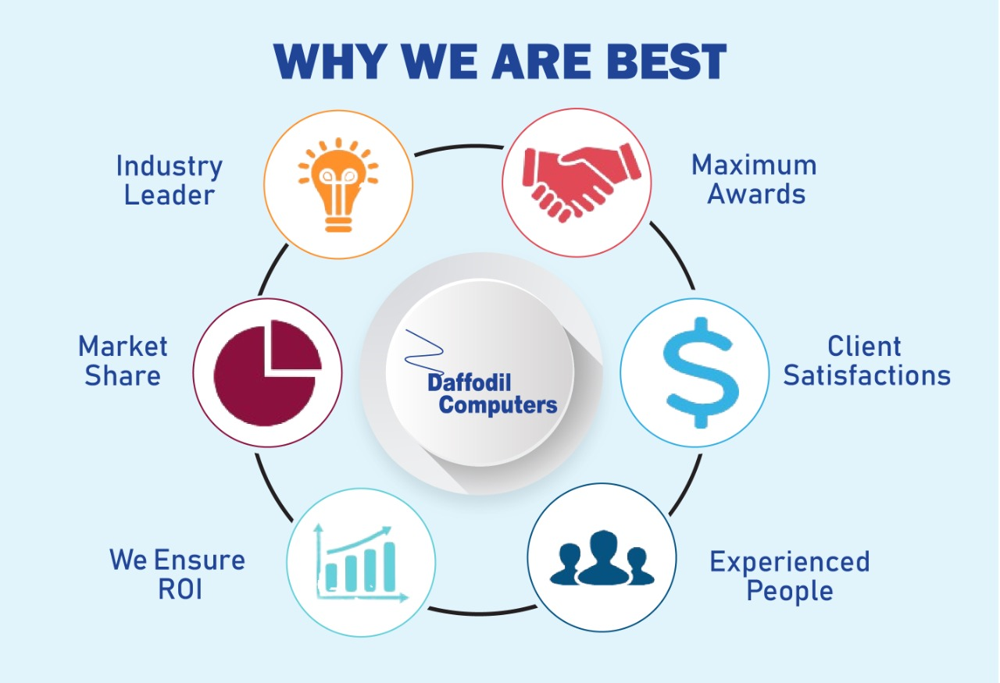 WHY WE ARE BEST
Industry
Leader
Maximum
Awards
Market
Share
Daffodil
Computers
Client
Satisfactions
We Ensure
ROI
Experienced
People